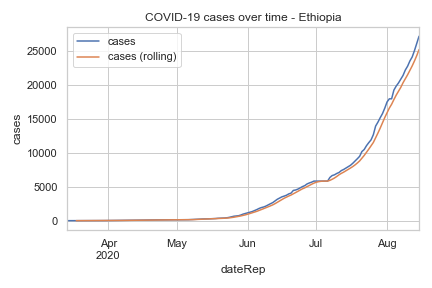 COVID-19 cases over time - Ethiopia
cases
cases (rolling)
25000
20000
15000
10000
5000
0
cases
Apr
2020
May
Jun
Jul
Aug
dateRep